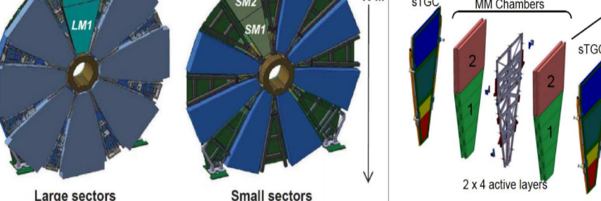 MM Chambers
sTGC
SM2
LM1
SM1
sTGC
2
2
1
1
2 x 4 active layers
Large sectors
Small sectors